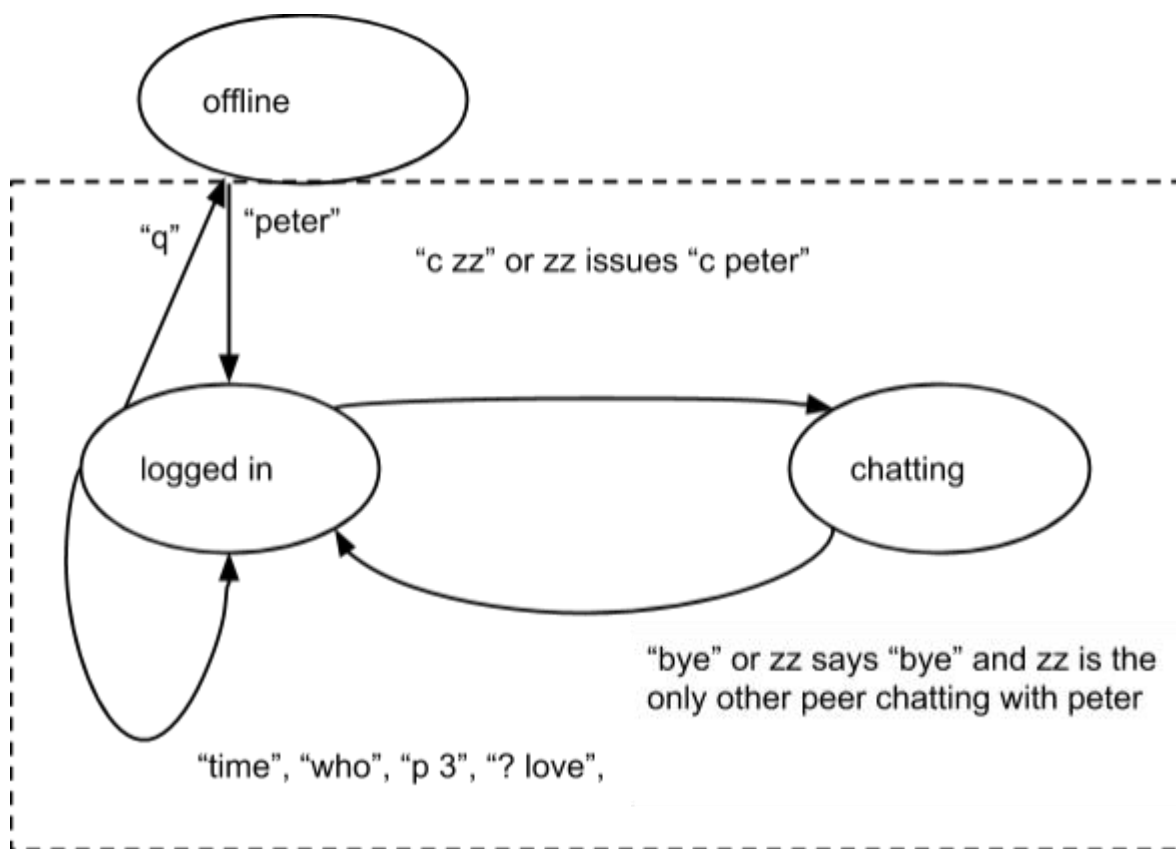 offline
“q”
“peter”
“c zz” or zz issues “c peter”
logged in
chatting
“bye” or zz says “bye” and zz is the
only other peer chatting with peter
“time”, “who”, “p 3”, “? love”,